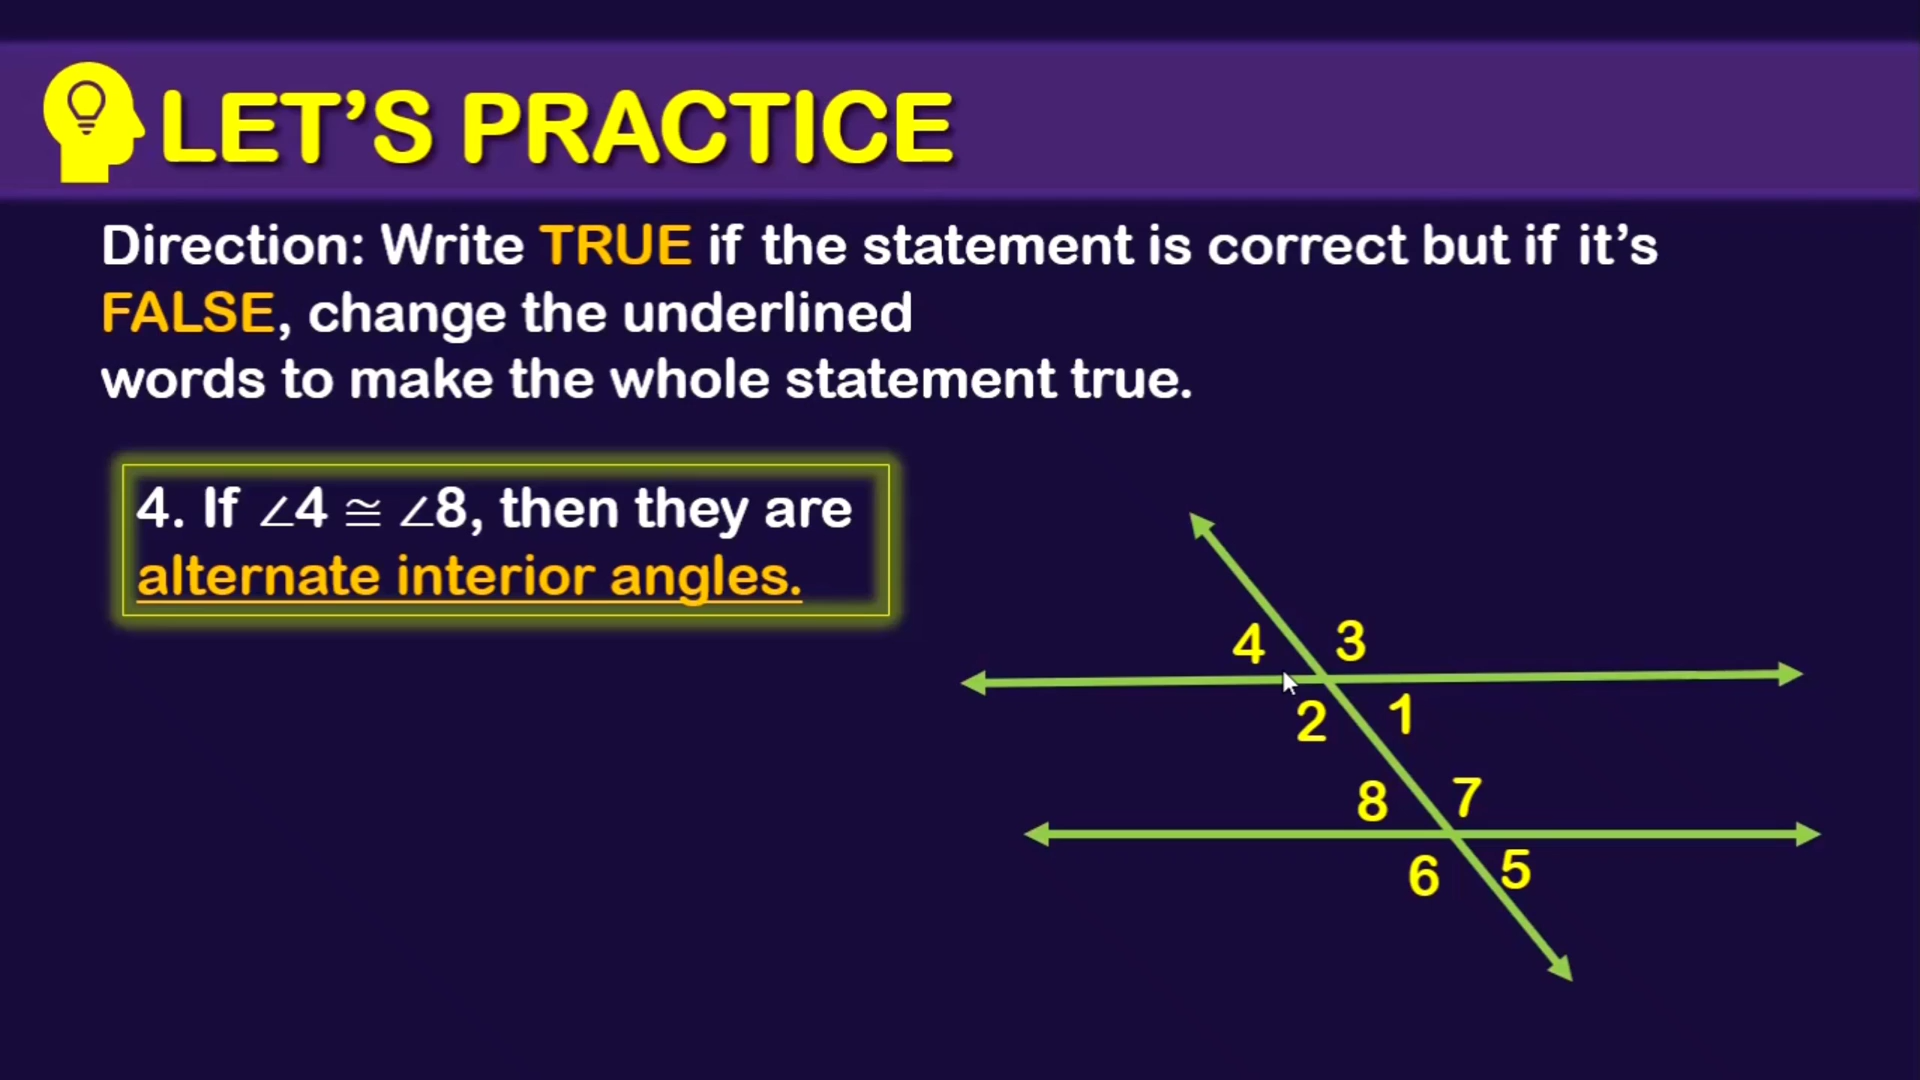 LET’S PRACTICE
Direction: Write TRUE if the statement is correct but if it’s
FALSE, change the underlined
words to make the whole statement true.
4. If ∠4 ≅ ∠8, then they are
alternate interior angles.
4 3
2 1
8 7
6 5